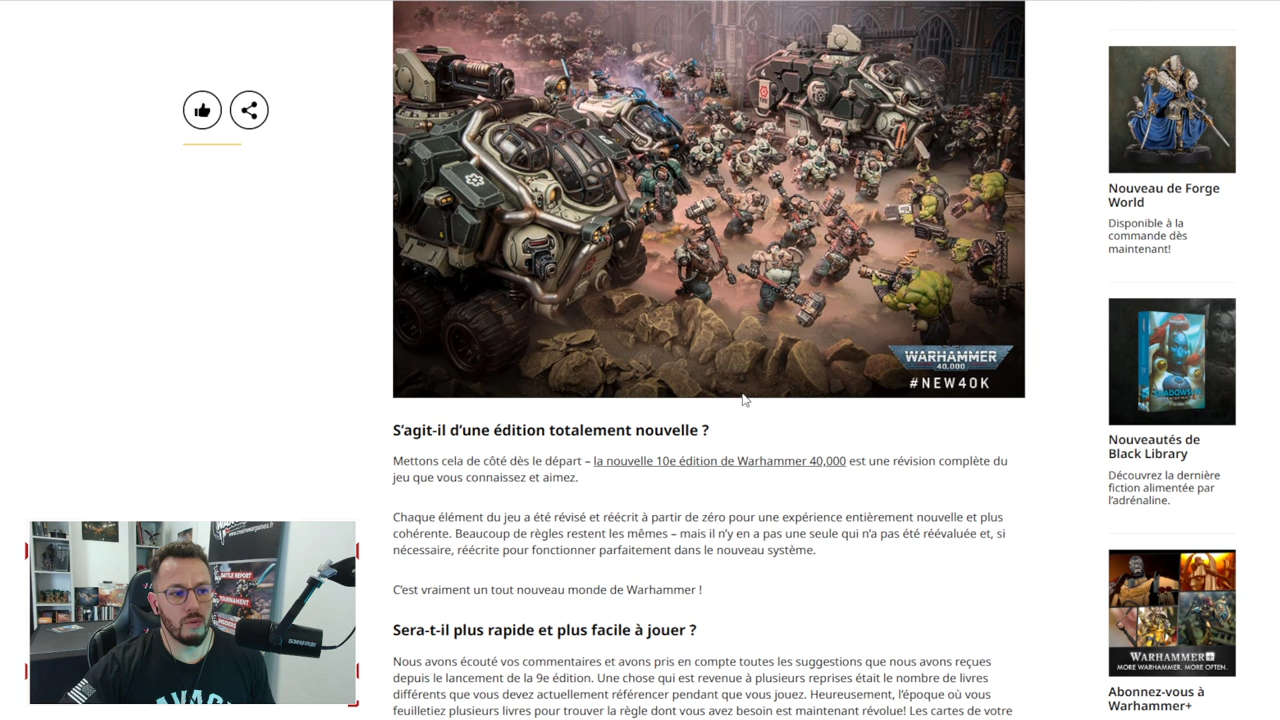 WARHAMMER
40,000
#NEW40K
S'agit-il d'une édition totalement nouvelle ?
Mettons cela de côté dès le départ – la nouvelle 10e édition de Warhammer 40,000 est une révision complète du
jeu que vous connaissez et aimez.
Chaque élément du jeu a été révisé et réécrit à partir de zéro pour une expérience entièrement nouvelle et plus
cohérente. Beaucoup de règles restent les mêmes – mais il n'y en a pas une seule qui n'a pas été réévaluée et, si
nécessaire, réécrite pour fonctionner parfaitement dans le nouveau système.
C'est vraiment un tout nouveau monde de Warhammer !
Sera-t-il plus rapide et plus facile à jouer ?
Nous avons écouté vos commentaires et avons pris en compte toutes les suggestions que nous avons reçues
depuis le lancement de la 9e édition. Une chose qui est revenue à plusieurs reprises était le nombre de livres
différents que vous devez actuellement référencer pendant que vous jouez. Heureusement, l'époque où vous
feuilletiez plusieurs livres pour trouver la règle dont vous avez besoin est maintenant révolue! Les cartes de votre
Nouveau de Forge
World
Disponible à la
commande dès
maintenant!
Nouveautés de
Black Library
Découvrez la dernière
fiction alimentée par
l'adrénaline.
WARHAMMER+
MORE WARHAMMER. MORE OFTEN.
Abonnez-vous à
Warhammer+
BATTLE REPORT
TOURNAMENT
SHURE